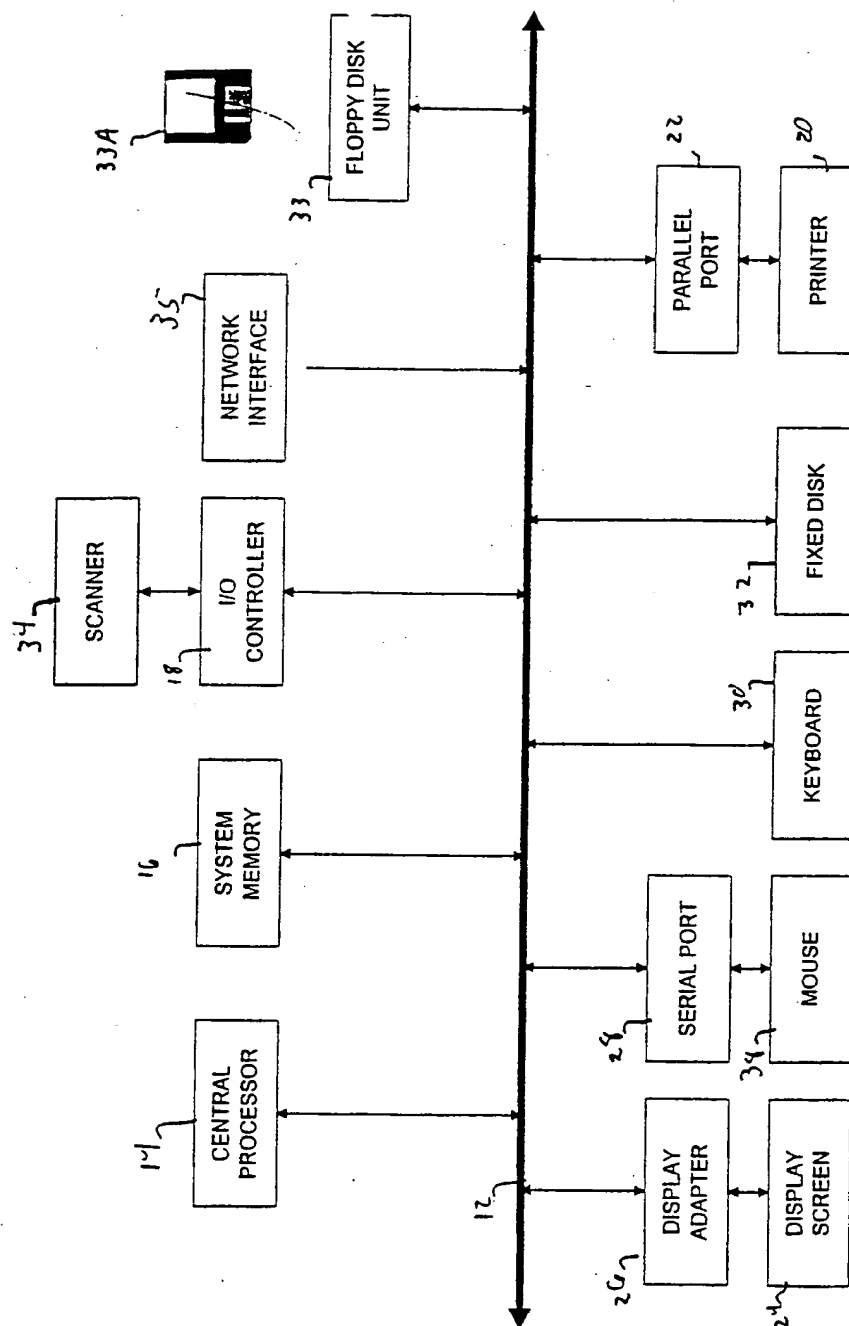 14
CENTRAL
PROCESSOR
16
SYSTEM
MEMORY
34
SCANNER
18
I/O
CONTROLLER
35
NETWORK
INTERFACE
33A
33
FLOPPY DISK
UNIT
12
26
DISPLAY
ADAPTER
24
DISPLAY
SCREEN
28
SERIAL PORT
38
MOUSE
30
KEYBOARD
32
FIXED DISK
22
PARALLEL
PORT
20
PRINTER